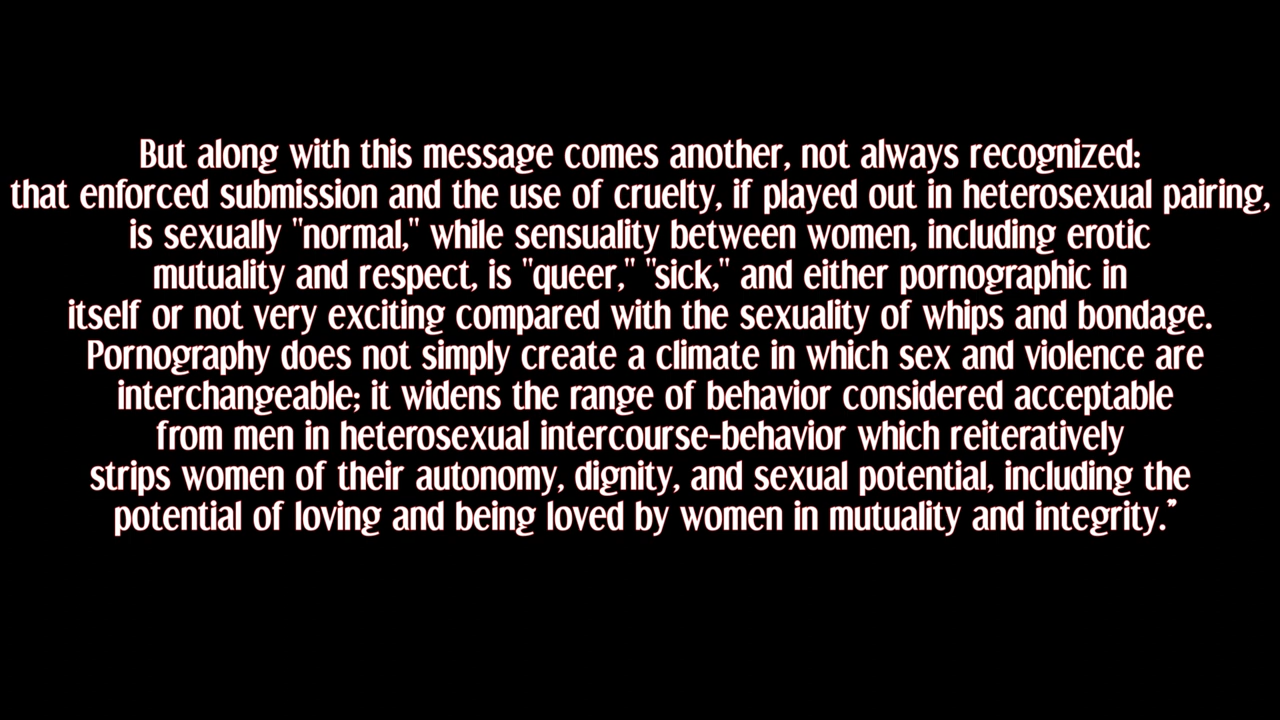 But along with this message comes another, not always recognized:
that enforced submission and the use of cruelty, if played out in heterosexual pairing,
is sexually "normal," while sensuality between women, including erotic
mutuality and respect, is "queer," "sick," and either pornographic in
itself or not very exciting compared with the sexuality of whips and bondage.
Pornography does not simply create a climate in which sex and violence are
interchangeable; it widens the range of behavior considered acceptable
from men in heterosexual intercourse-behavior which reiteratively
strips women of their autonomy, dignity, and sexual potential, including the
potential of loving and being loved by women in mutuality and integrity.”